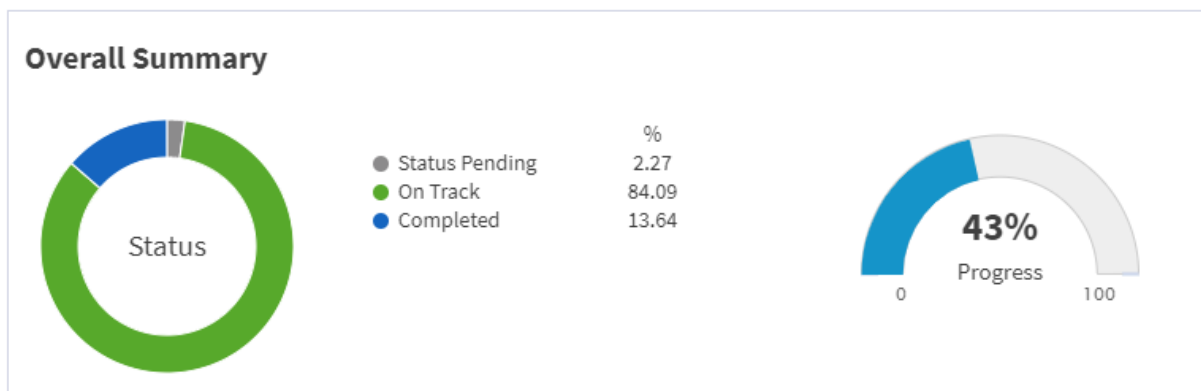 Overall Summary
Status
%
Status Pending 2.27
On Track 84.09
Completed 13.64
43%
Progress
0 100